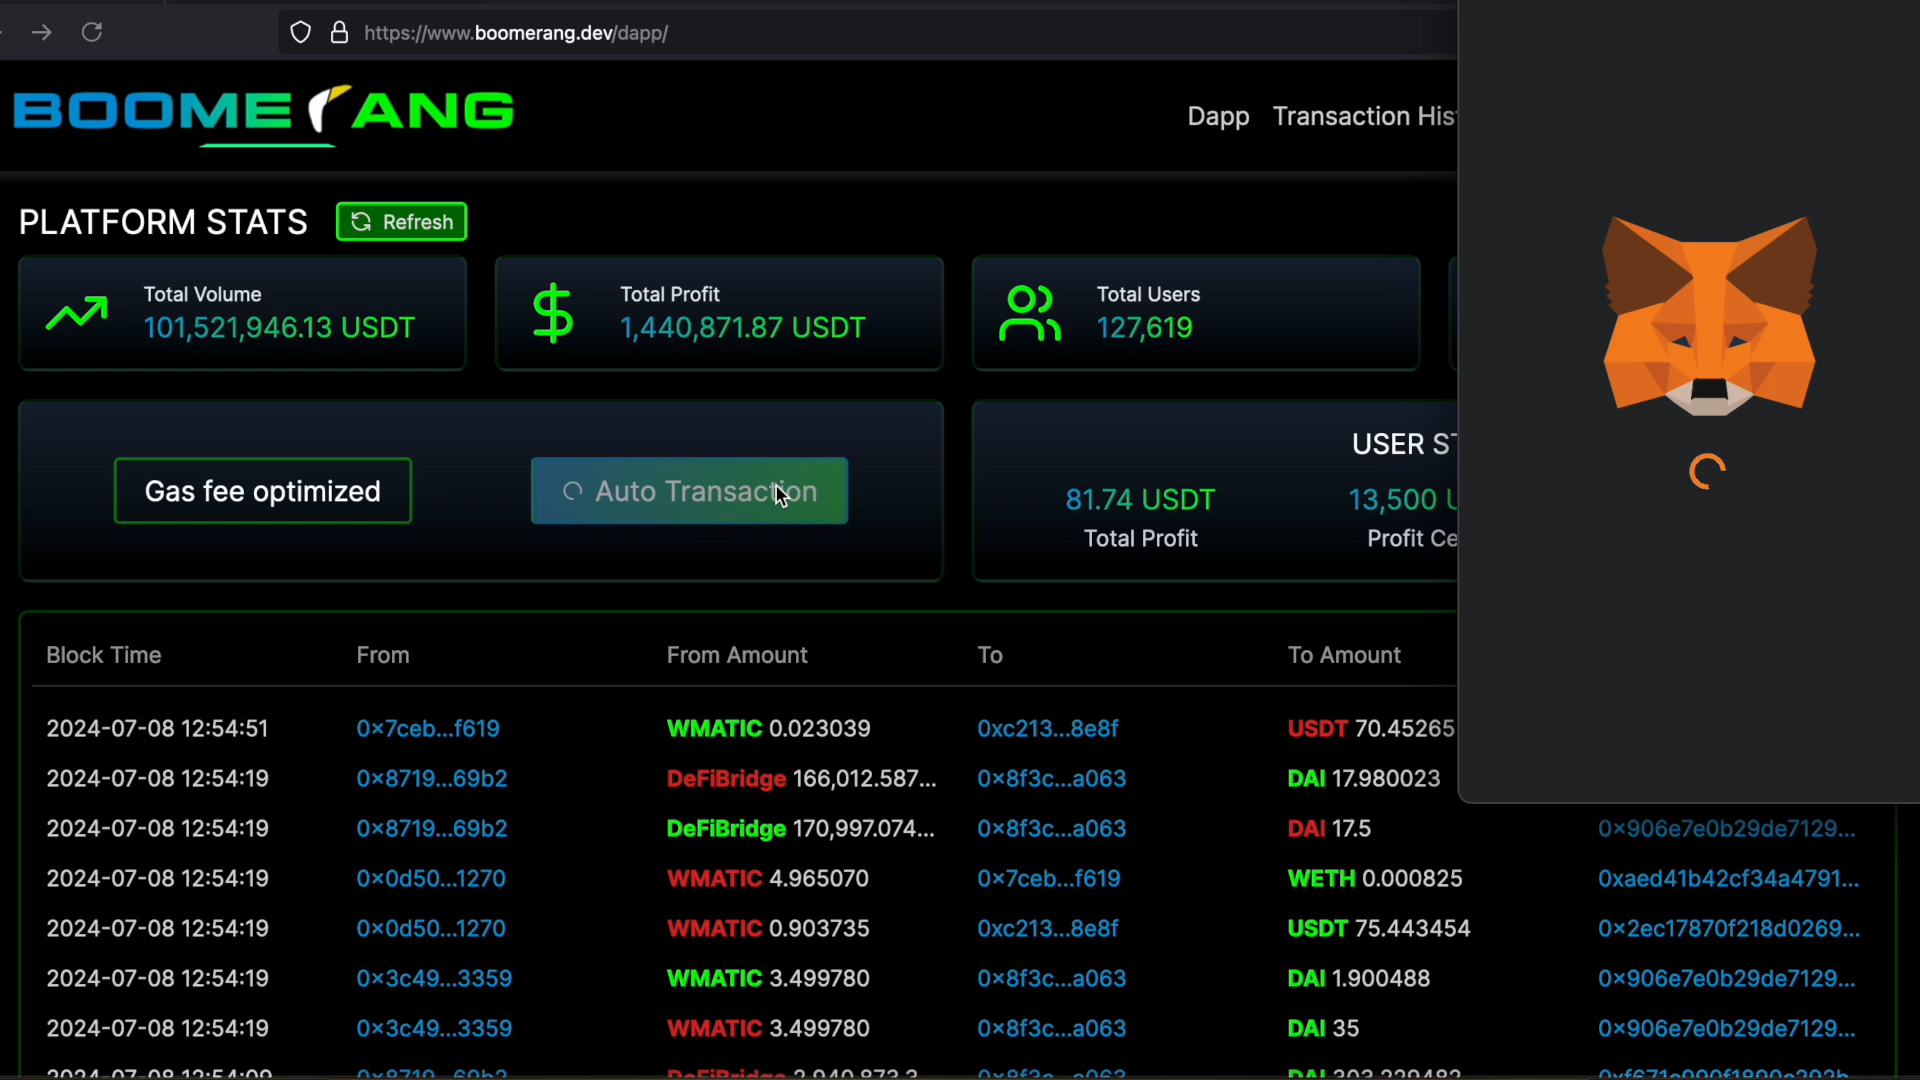 https://www.boomerang.dev/dapp/
BOOMERANG
Dapp Transaction His
PLATFORM STATS Refresh
Total Volume
101,521,946.13 USDT
Total Profit
1,440,871.87 USDT
Total Users
127,619
Gas fee optimized
Auto Transaction
USER ST
81.74 USDT
Total Profit
13,500 U
Profit Ce
Block Time From From Amount To To Amount
2024-07-08 12:54:51 0x7ceb...f619 WMATIC 0.023039 0xc213...8e8f USDT 70.45265
2024-07-08 12:54:19 0x8719...69b2 DeFiBridge 166,012.587... 0x8f3c...a063 DAI 17.980023
2024-07-08 12:54:19 0x8719...69b2 DeFiBridge 170,997.074... 0x8f3c...a063 DAI 17.5 0x906e7e0b29de7129...
2024-07-08 12:54:19 0x0d50...1270 WMATIC 4.965070 0x7ceb...f619 WETH 0.000825 0xaed41b42cf34a4791...
2024-07-08 12:54:19 0x0d50...1270 WMATIC 0.903735 0xc213...8e8f USDT 75.443454 0x2ec17870f218d0269...
2024-07-08 12:54:19 0x3c49...3359 WMATIC 3.499780 0x8f3c...a063 DAI 1.900488 0x906e7e0b29de7129...
2024-07-08 12:54:19 0x3c49...3359 WMATIC 3.499780 0x8f3c...a063 DAI 35 0x906e7e0b29de7129...